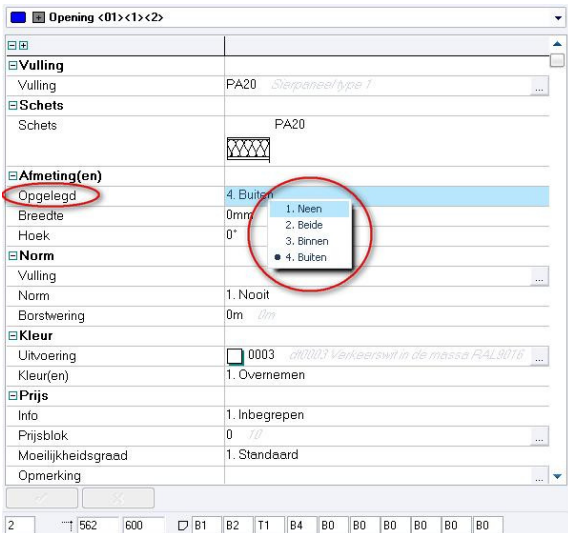 Opening <01><1><2>
Vulling
Vulling PA20 Sierpaneel type 1
Schets
Schets PA20
Afmeting(en)
Opgelegd 4. Buiten
Breedte 0mm
Hoek 0°
1. Neen
2. Beide
3. Binnen
4. Buiten
Norm
Vulling ...
Norm 1. Nooit
Borstwering 0m 0m
Kleur
Uitvoering 0003 dt0003 Verkeerswit in de massa RAL9016 ...
Kleur(en) 1. Overnemen
Prijs
Info 1. Inbegrepen
Prijsblok 0 10 ...
Moeilijkheidsgraad 1. Standaard
Opmerking ...
2 562 600 B1 B2 T1 B4 B0 B0 B0 B0 B0 B0